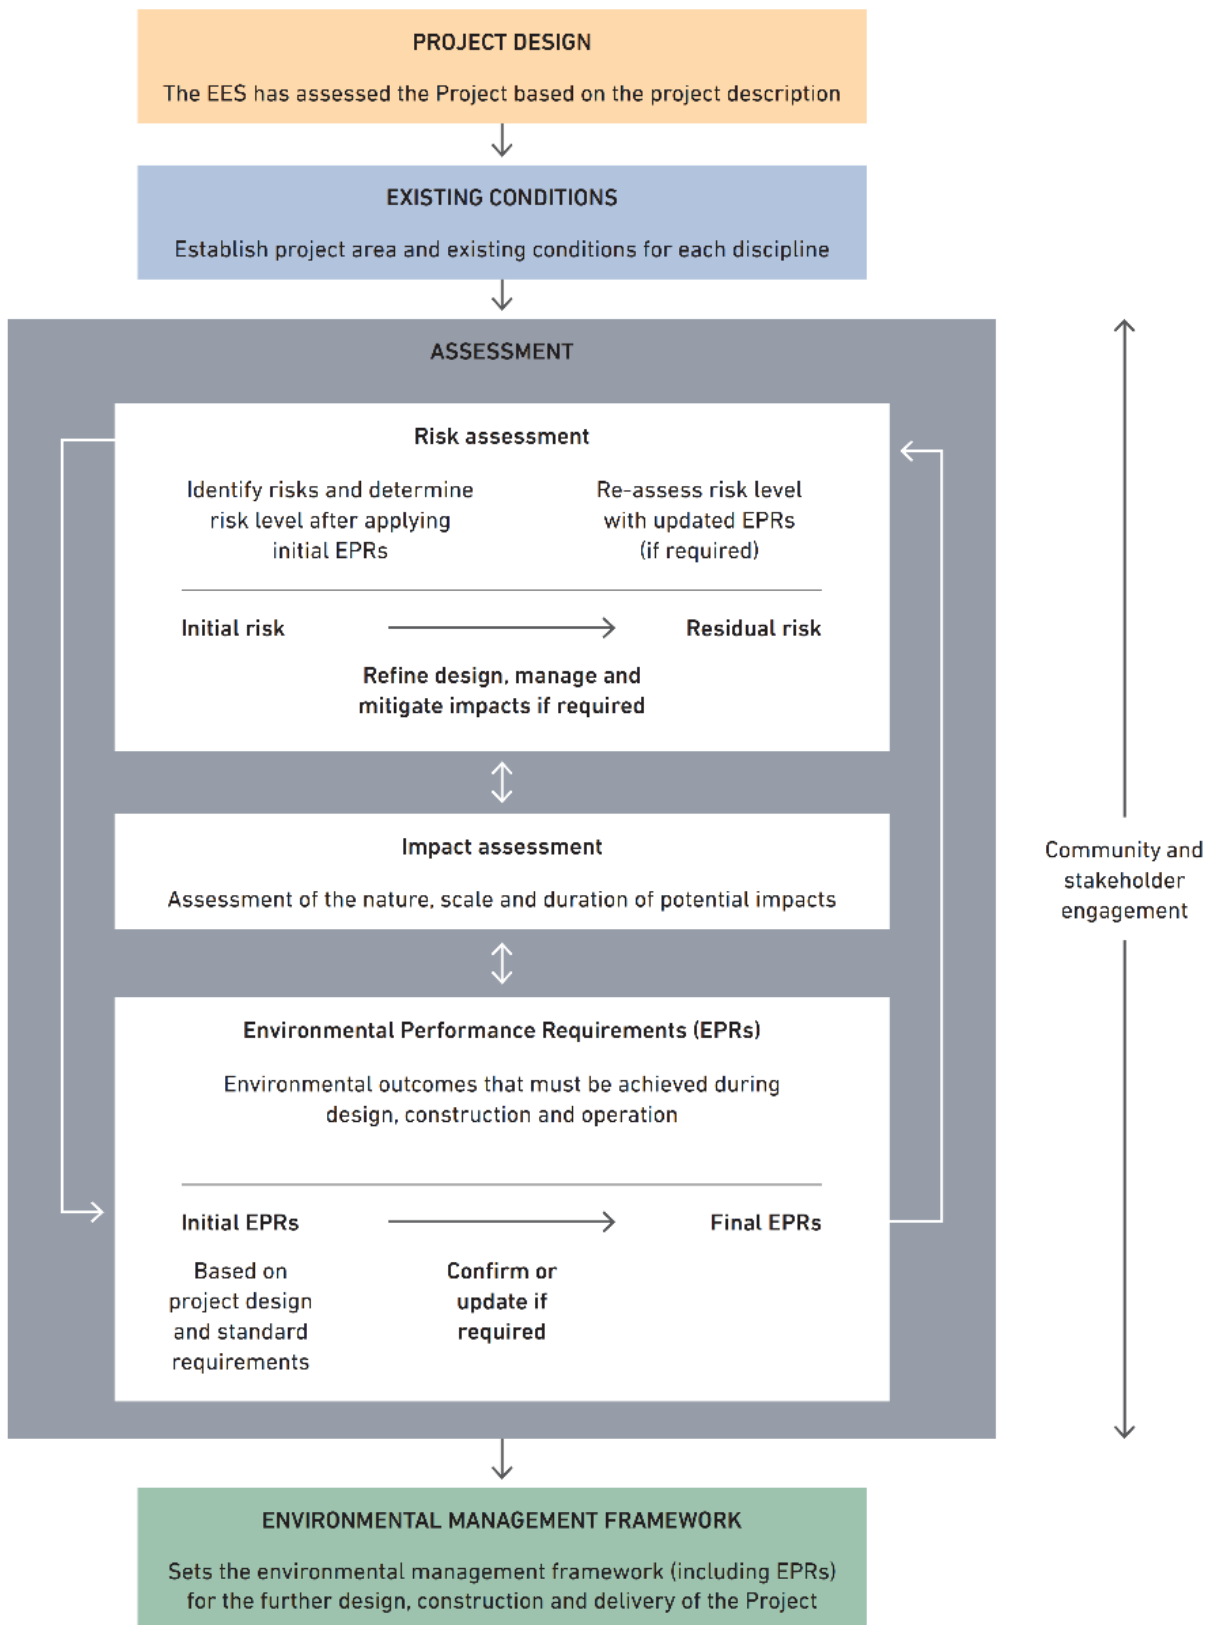 PROJECT DESIGN
The EES has assessed the Project based on the project description
EXISTING CONDITIONS
Establish project area and existing conditions for each discipline
ASSESSMENT
Risk assessment
Identify risks and determine
risk level after applying
initial EPRs
Re-assess risk level
with updated EPRs
(if required)
Initial risk
Residual risk
Refine design, manage and
mitigate impacts if required
Impact assessment
Assessment of the nature, scale and duration of potential impacts
Environmental Performance Requirements (EPRs)
Environmental outcomes that must be achieved during
design, construction and operation
Initial EPRs
Final EPRs
Based on
project design
and standard
requirements
Confirm or
update if
required
Community and
stakeholder
engagement
ENVIRONMENTAL MANAGEMENT FRAMEWORK
Sets the environmental management framework (including EPRs)
for the further design, construction and delivery of the Project